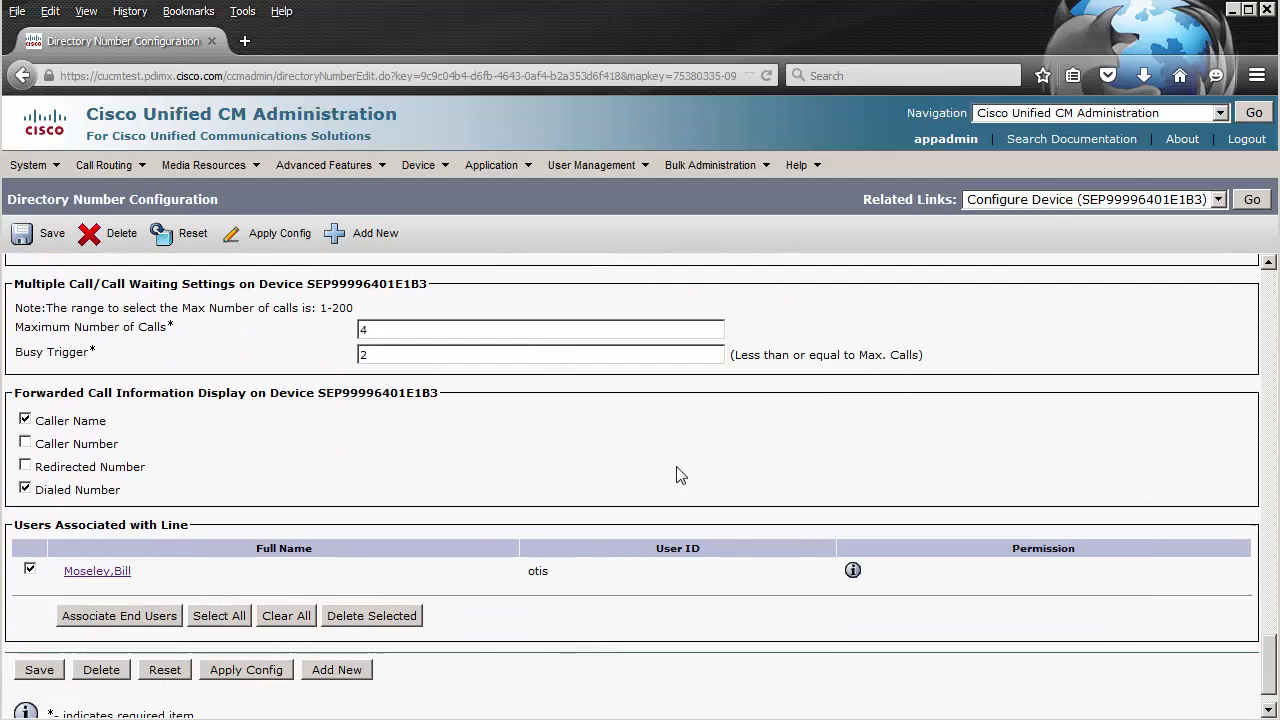 File Edit View History Bookmarks Tools Help
Directory Number Configuration
https://cucmtest.pdimx.cisco.com/ccmadmin/directoryNumberEdit.do?key=9c9c04b4-d6fb-4643-0af4-b2a353d6f418&mapkey=75380335-09 Search
Cisco Unified CM Administration
Navigation Cisco Unified CM Administration Go
CISCO
For Cisco Unified Communications Solutions
appadmin | Search Documentation | About | Logout
System Call Routing Media Resources Advanced Features Device Application User Management Bulk Administration Help
Directory Number Configuration Related Links: Configure Device (SEP99996401E1B3) Go
Save Delete Reset Apply Config Add New
Multiple Call/Call Waiting Settings on Device SEP99996401E1B3
Note:The range to select the Max Number of calls is: 1-200
Maximum Number of Calls* 4
Busy Trigger* 2 (Less than or equal to Max. Calls)
Forwarded Call Information Display on Device SEP99996401E1B3
Caller Name
Caller Number
Redirected Number
Dialed Number
Users Associated with Line
Full Name User ID Permission
Moseley,Bill otis
Associate End Users Select All Clear All Delete Selected
Save Delete Reset Apply Config Add New
*- indicates required item